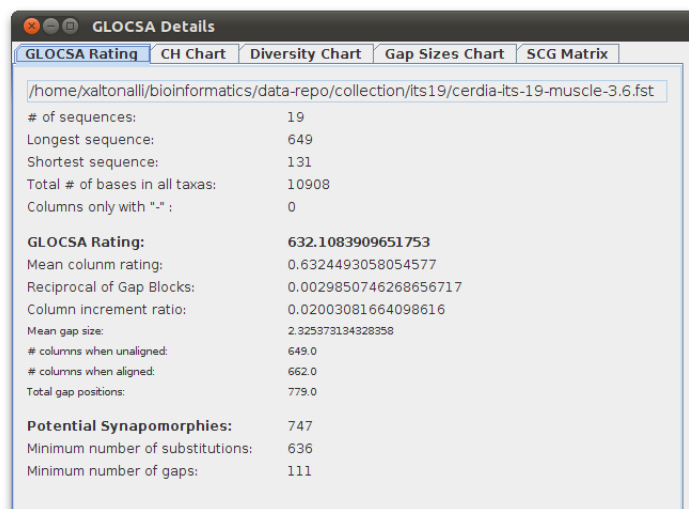 GLOCSA Details
GLOCSA Rating CH Chart Diversity Chart Gap Sizes Chart SCG Matrix
/home/xaltonalli/bioinformatics/data-repo/collection/its19/cerdia-its-19-muscle-3.6.fst
# of sequences: 19
Longest sequence: 649
Shortest sequence: 131
Total # of bases in all taxas: 10908
Columns only with "-" : 0
GLOCSA Rating: 632.1083909651753
Mean colunm rating: 0.6324493058054577
Reciprocal of Gap Blocks: 0.0029850746268656717
Column increment ratio: 0.02003081664098616
Mean gap size: 2.325373134328358
# columns when unaligned: 649.0
# columns when aligned: 662.0
Total gap positions: 779.0
Potential Synapomorphies: 747
Minimum number of substitutions: 636
Minimum number of gaps: 111